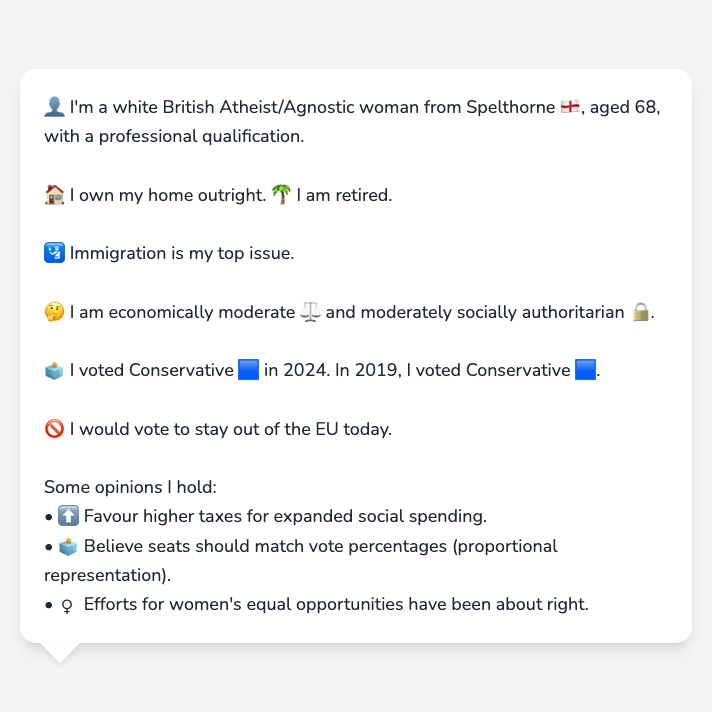 👤 I'm a white British Atheist/Agnostic woman from Spelthorne 🏴󠁧󠁢󠁥󠁮󠁧󠁿, aged 68,
with a professional qualification.
🏠 I own my home outright. 🌴 I am retired.
🛂 Immigration is my top issue.
🤔 I am economically moderate ⚖️ and moderately socially authoritarian 🔒.
🗳️ I voted Conservative 🟦 in 2024. In 2019, I voted Conservative 🟦.
🚫 I would vote to stay out of the EU today.
Some opinions I hold:
• ⬆️ Favour higher taxes for expanded social spending.
• 🗳️ Believe seats should match vote percentages (proportional
representation).
• ♀ Efforts for women's equal opportunities have been about right.